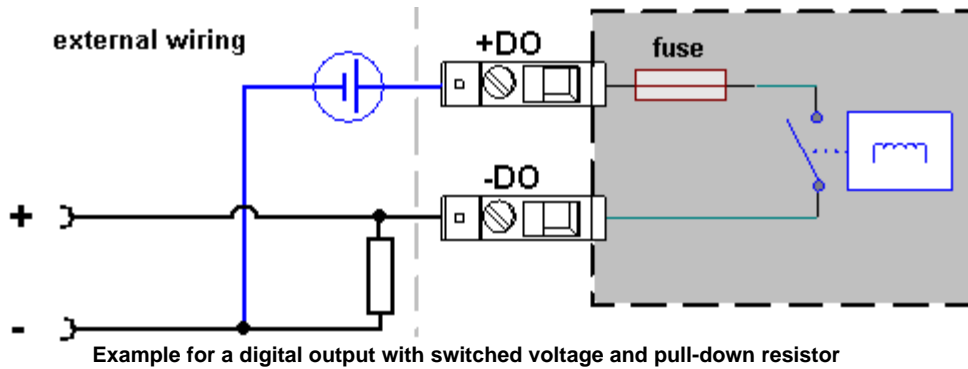 external wiring
+DO
fuse
-DO
+
-
Example for a digital output with switched voltage and pull-down resistor